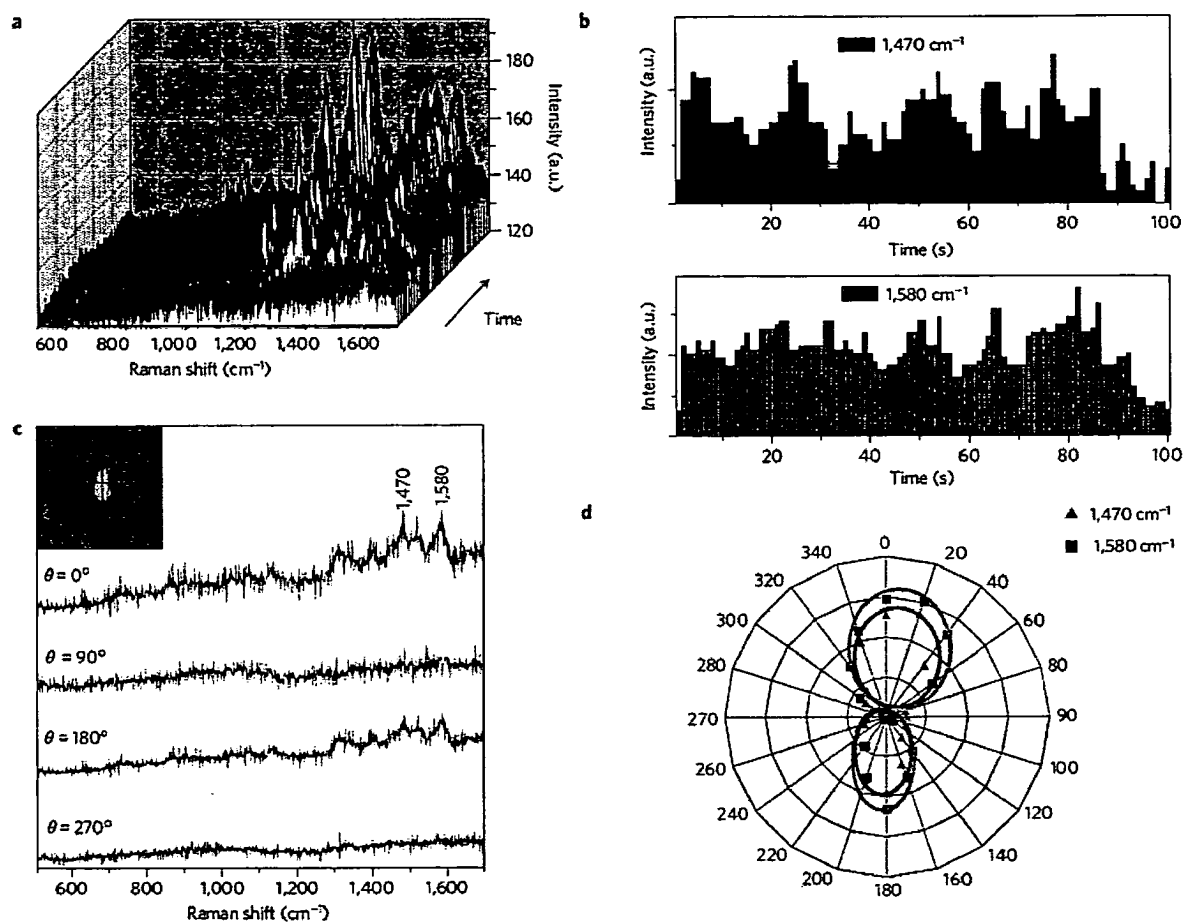 a
180
160
140
120
Intensity (a.u.)
Time
600 800 1,000 1,200 1,400 1,600
Raman shift (cm⁻¹)
b
1,470 cm⁻¹
Intensity (a.u.)
20 40 60 80 100
Time (s)
1,580 cm⁻¹
Intensity (a.u.)
20 40 60 80 100
Time (s)
c
1,470
1,580
θ = 0°
θ = 90°
θ = 180°
θ = 270°
600 800 1,000 1,200 1,400 1,600
Raman shift (cm⁻¹)
d
1,470 cm⁻¹
1,580 cm⁻¹
0
20
40
60
80
90
100
120
140
160
180
200
220
240
260
270
280
300
320
340